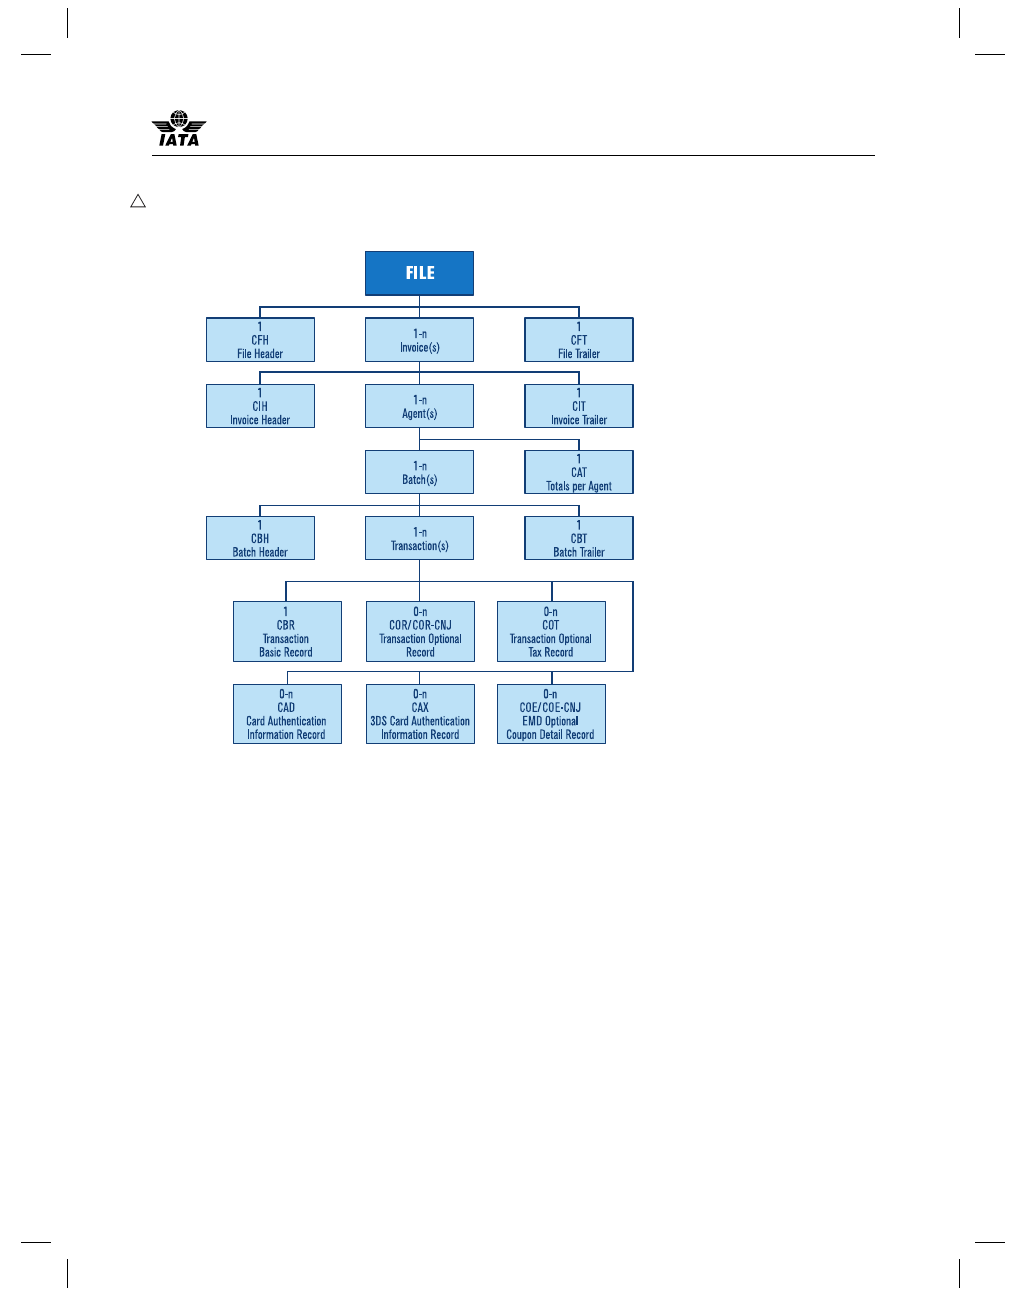 IATA
FILE
1
CFH
File Header
1-n
Invoice(s)
1
CFT
File Trailer
1
CIH
Invoice Header
1-n
Agent(s)
1
CIT
Invoice Trailer
1-n
Batch(s)
1
CAT
Totals per Agent
1
CBH
Batch Header
1-n
Transaction(s)
1
CBT
Batch Trailer
1
CBR
Transaction
Basic Record
0-n
COR/COR-CNJ
Transaction Optional
Record
0-n
COT
Transaction Optional
Tax Record
0-n
CAD
Card Authentication
Information Record
0-n
CAX
3DS Card Authentication
Information Record
0-n
COE/COE-CNJ
EMD Optional
Coupon Detail Record